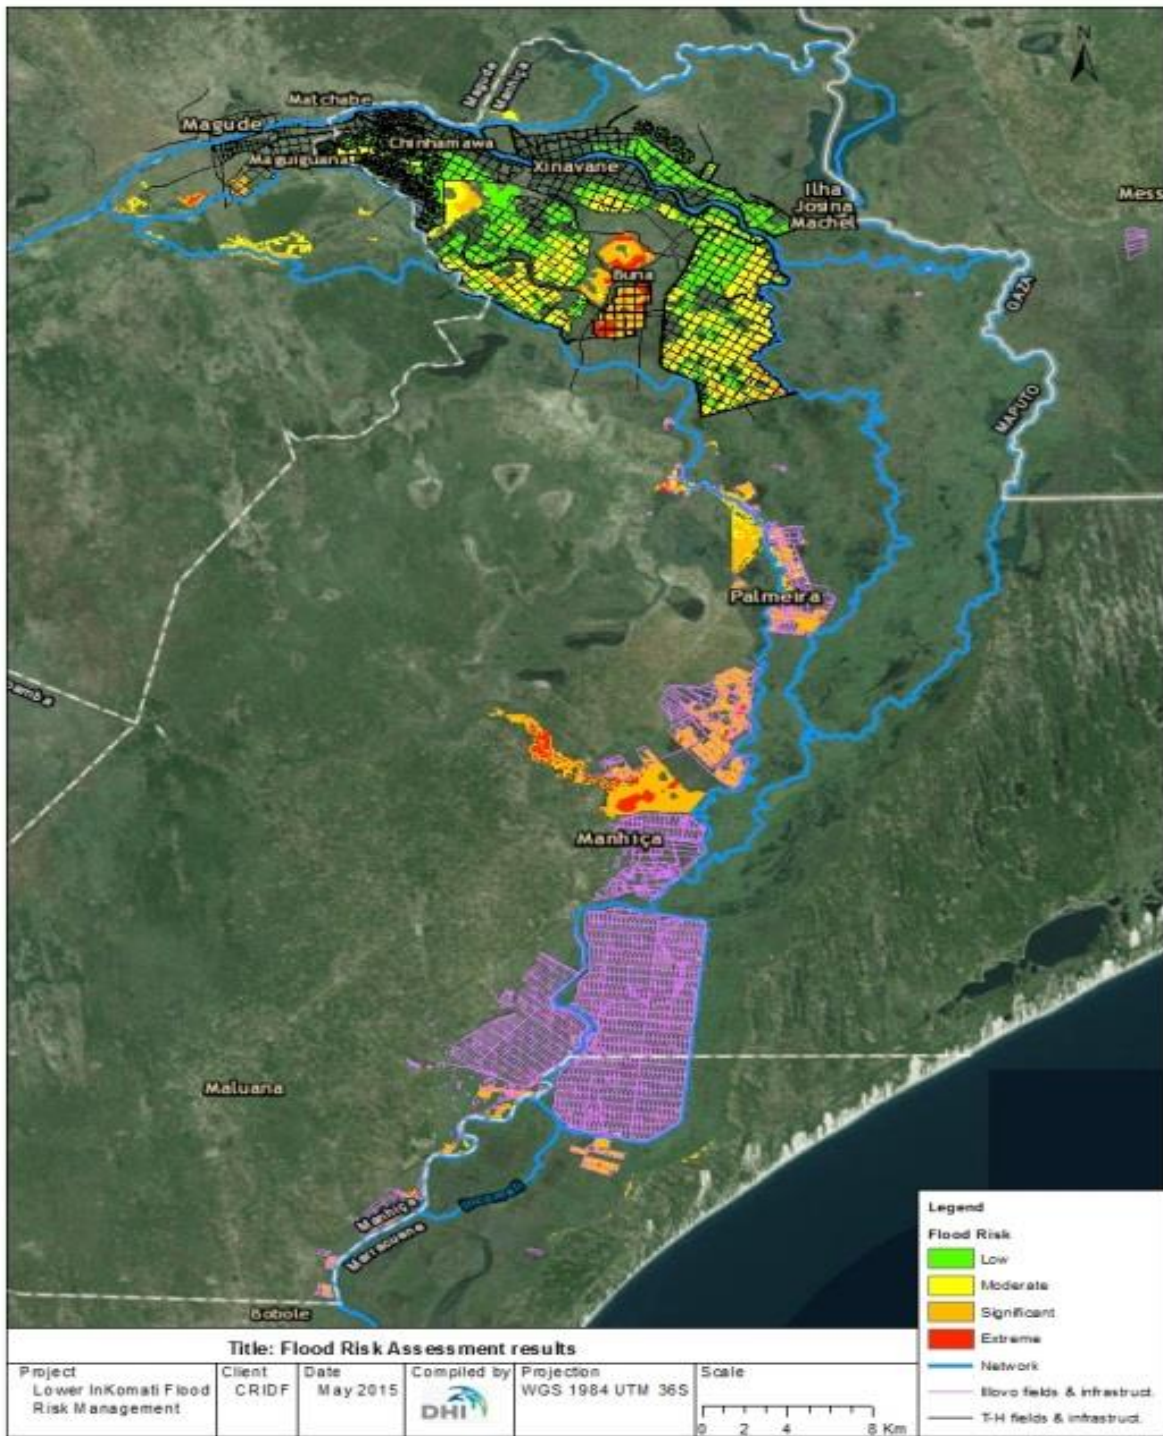 N
Matchabe
Magude
Manhiça
Magude
Chinhamawa
Maguiguana
Xinavane
Ilha
Josina
Machel
Mess
Buna
GAZA
MAPUTO
Palmeira
Manhiça
Maluana
Manhiça
Marracuene
Bobole
Legend
Flood Risk
Low
Moderate
Significant
Extreme
Network
Illovo fields & infrastruct.
T-H fields & infrastruct.
Title: Flood Risk Assessment results
Project
Lower InKomati Flood
Risk Management
Client
CRIDF
Date
May 2015
Compiled by
DHI
Projection
WGS 1984 UTM 36S
Scale
0 2 4 8 Km